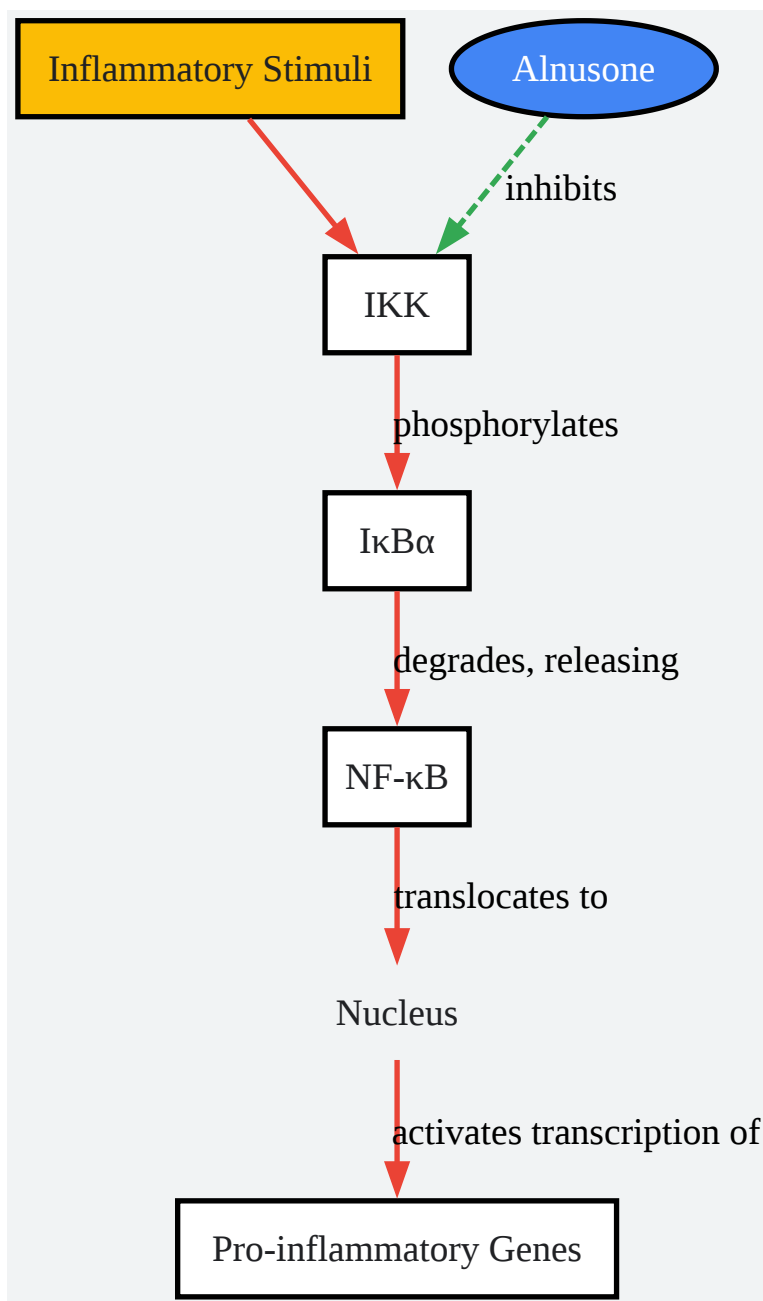 Inflammatory Stimuli
Alnusone
inhibits
IKK
phosphorylates
IκBα
degrades, releasing
NF-κB
translocates to
Nucleus
activates transcription of
Pro-inflammatory Genes